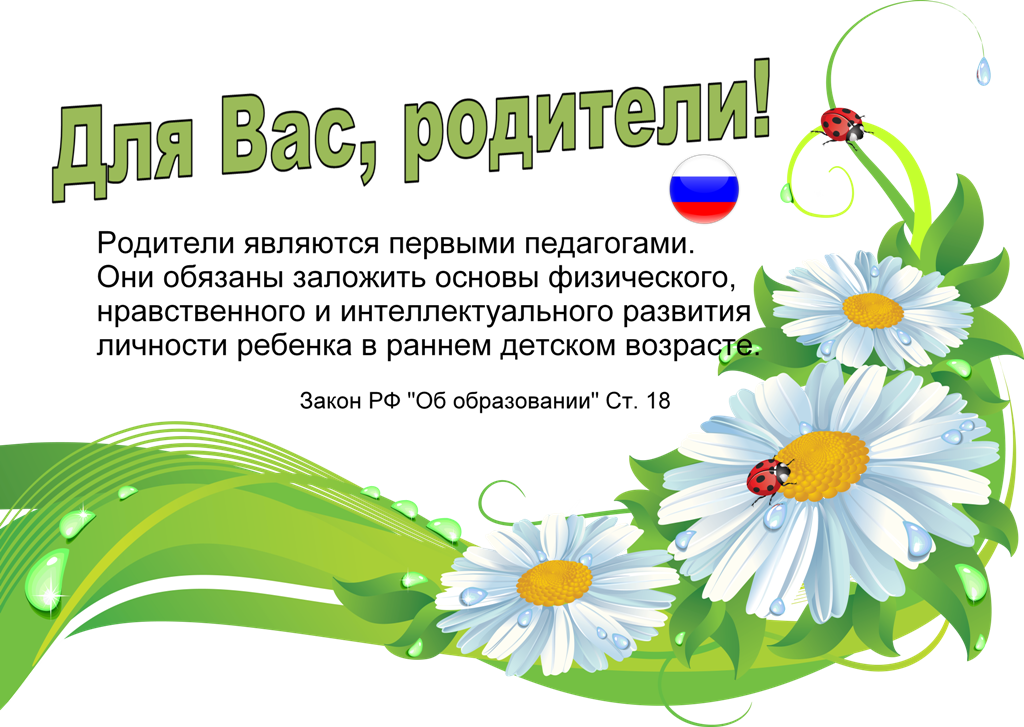 Для Вас, родители!
Родители являются первыми педагогами.
Они обязаны заложить основы физического,
нравственного и интеллектуального развития
личности ребенка в раннем детском возрасте.
Закон РФ "Об образовании" Ст. 18